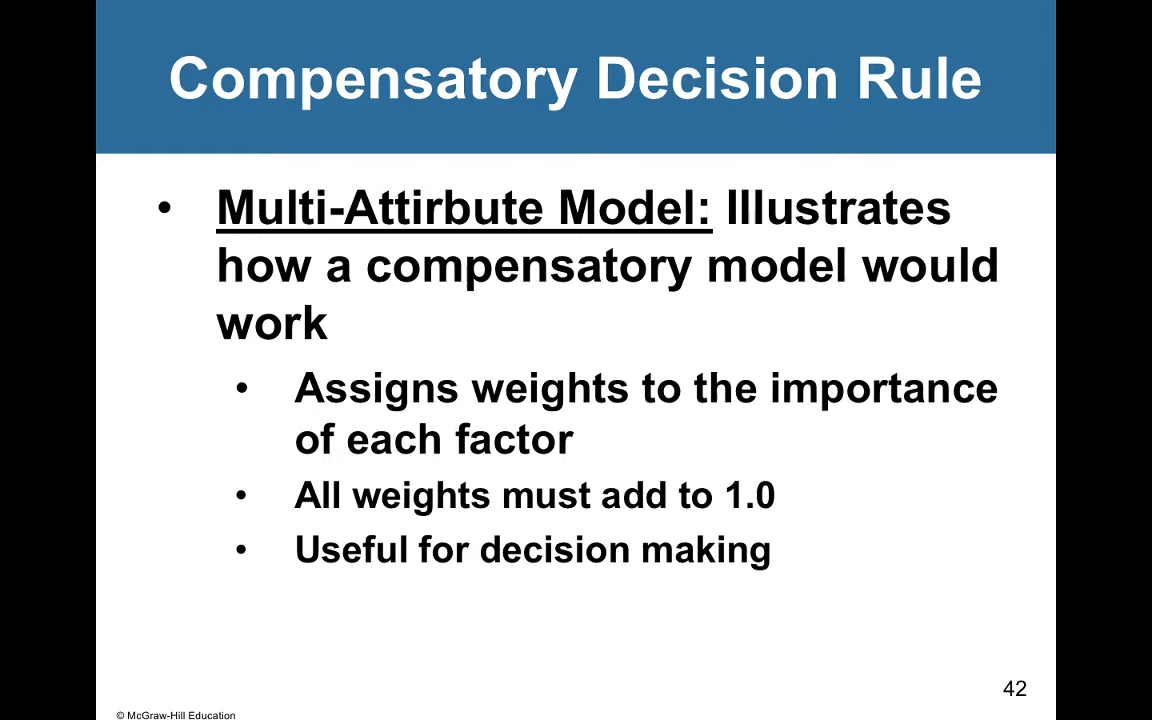 Compensatory Decision Rule
• Multi-Attirbute Model: Illustrates
how a compensatory model would
work
• Assigns weights to the importance
of each factor
• All weights must add to 1.0
• Useful for decision making
42
© McGraw-Hill Education